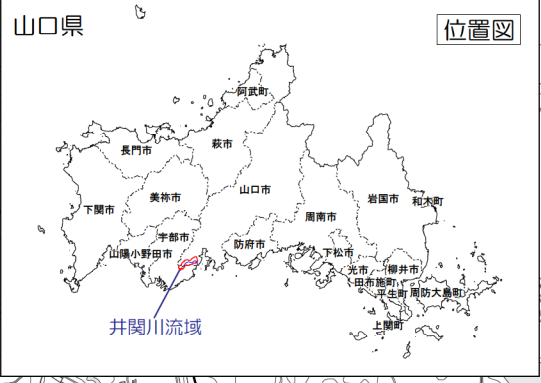 山口県
位置図
阿武町
萩市
長門市
山口市
美祢市
岩国市
和木町
下関市
周南市
宇部市
防府市
山陽小野田市
下松市
光市
柳井市
田布施町
平生町
周防大島町
上関町
井関川流域